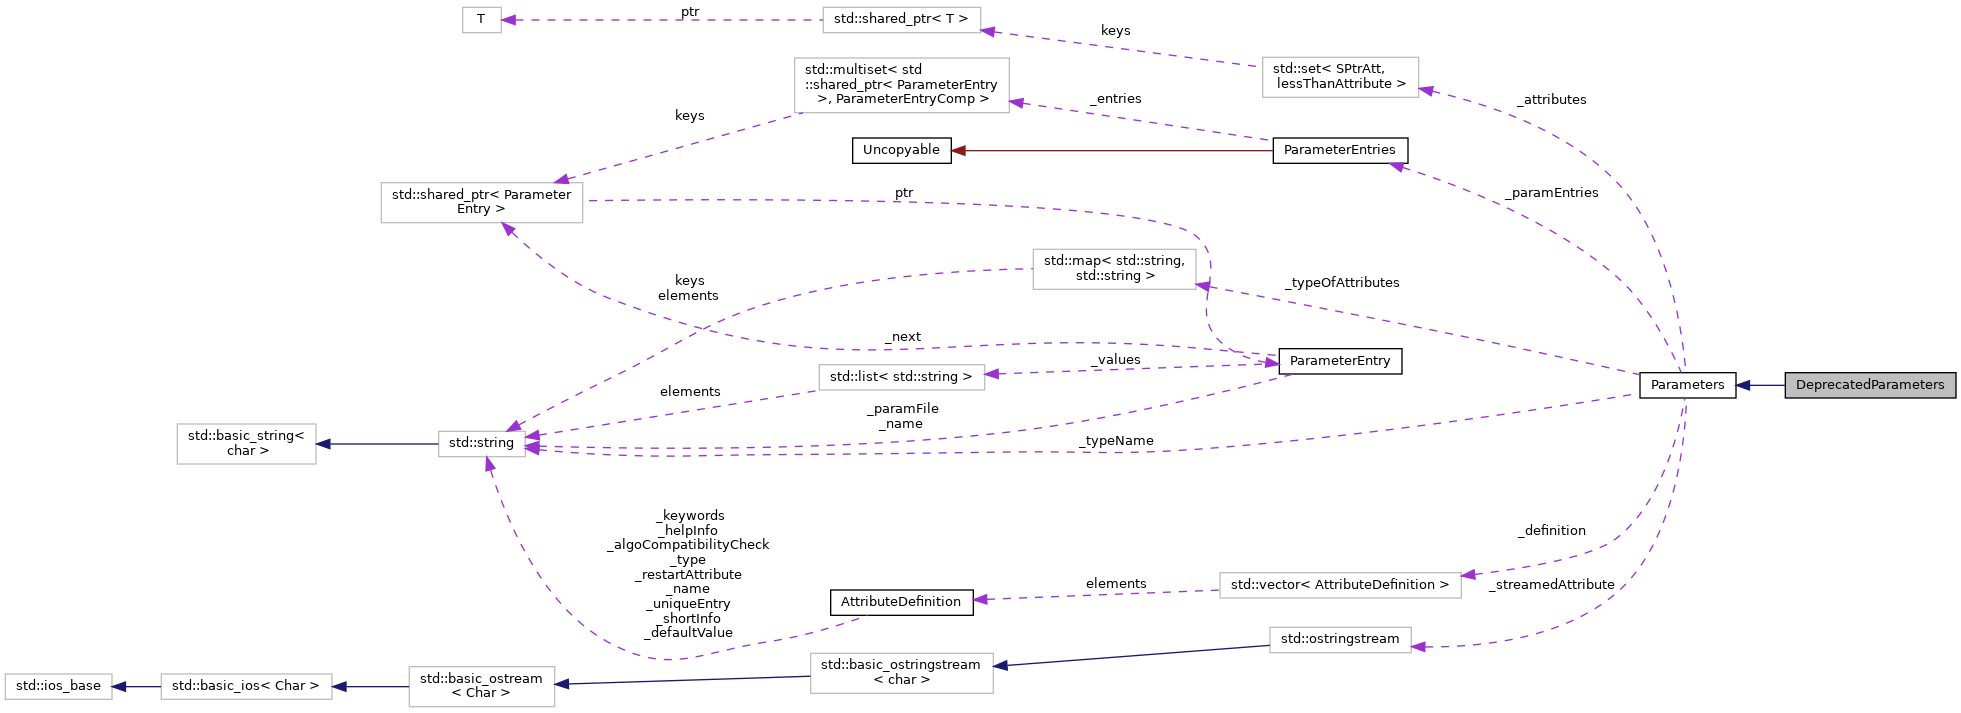 T
ptr
std::shared_ptr< T >
keys
std::set< SPtrAtt,
lessThanAttribute >
std::multiset< std
::shared_ptr< ParameterEntry
>, ParameterEntryComp >
_entries
_attributes
keys
Uncopyable
ParameterEntries
std::shared_ptr< Parameter
Entry >
ptr
_paramEntries
std::map< std::string,
std::string >
keys
elements
_typeOfAttributes
_next
ParameterEntry
_values
std::list< std::string >
elements
Parameters
DeprecatedParameters
_paramFile
_name
std::basic_string<
char >
std::string
_typeName
_keywords
_helpInfo
_algoCompatibilityCheck
_type
_restartAttribute
_name
_uniqueEntry
_shortInfo
_defaultValue
_definition
elements
std::vector< AttributeDefinition >
_streamedAttribute
AttributeDefinition
std::ostringstream
std::basic_ostringstream
< char >
std::ios_base
std::basic_ios< Char >
std::basic_ostream
< Char >